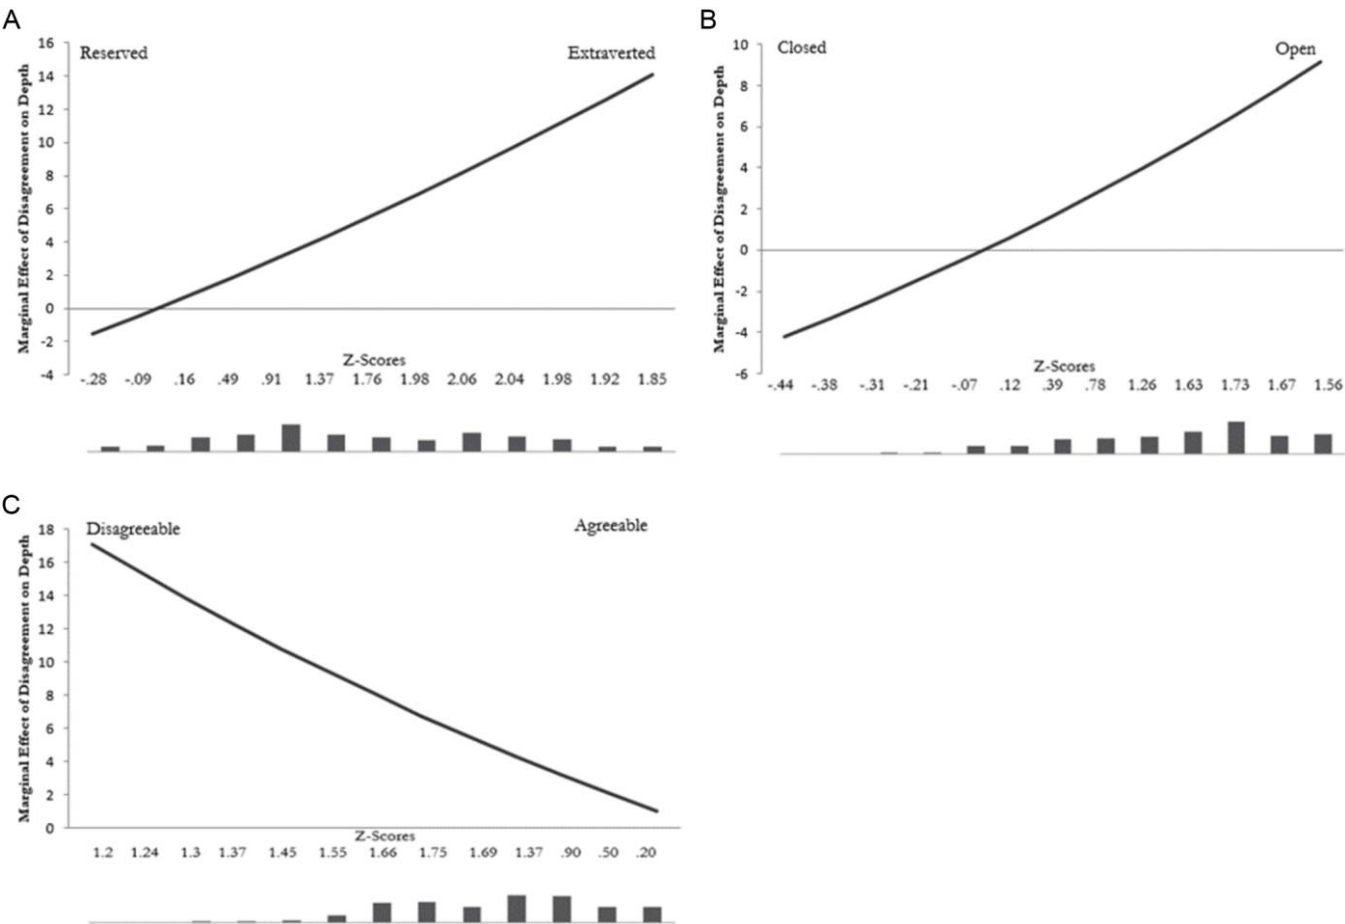 A
Marginal Effect of Disagreement on Depth
16
14
12
10
8
6
4
2
0
-2
-4
Reserved Extraverted
Z-Scores
-.28 -.09 .16 .49 .91 1.37 1.76 1.98 2.06 2.04 1.98 1.92 1.85
B
Marginal Effect of Disagreement on Depth
10
8
6
4
2
0
-2
-4
-6
Closed Open
Z-Scores
-.44 -.38 -.31 -.21 -.07 .12 .39 .78 1.26 1.63 1.73 1.67 1.56
C
Marginal Effect of Disagreement on Depth
18
16
14
12
10
8
6
4
2
0
Disagreeable Agreeable
Z-Scores
1.2 1.24 1.3 1.37 1.45 1.55 1.66 1.75 1.69 1.37 .90 .50 .20